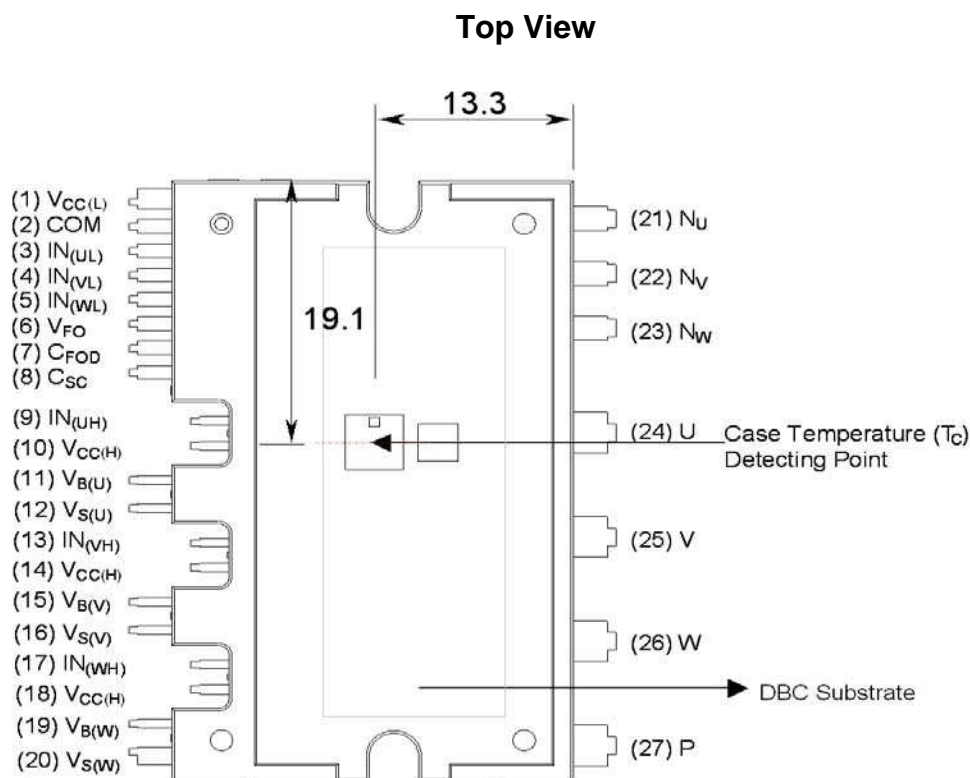 Top View
13.3
19.1
(1) VCC(L)
(2) COM
(3) IN(UL)
(4) IN(VL)
(5) IN(WL)
(6) VFO
(7) CFOD
(8) CSC
(9) IN(UH)
(10) VCC(H)
(11) VB(U)
(12) VS(U)
(13) IN(VH)
(14) VCC(H)
(15) VB(V)
(16) VS(V)
(17) IN(WH)
(18) VCC(H)
(19) VB(W)
(20) VS(W)
(21) NU
(22) NV
(23) NW
(24) U
Case Temperature (TC)
Detecting Point
(25) V
(26) W
DBC Substrate
(27) P